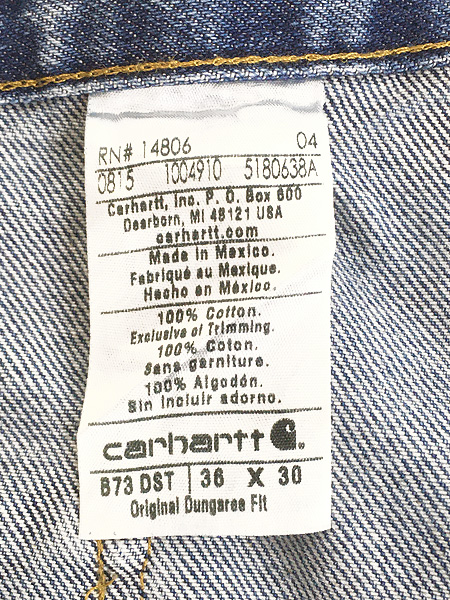 RN# 14806 04
0815 1004910 5180638A
Carhartt, Inc. P. O. Box 600
Dearborn, MI 48121 USA
carhartt.com
Made in Mexico.
Fabriqué au Mexique.
Hecho en México.
100% Cotton.
Exclusive of Trimming.
100% Coton.
Sans garniture.
100% Algodón.
Sin incluir adorno.
carhartt
B73 DST 36 X 30
Original Dungaree Fit